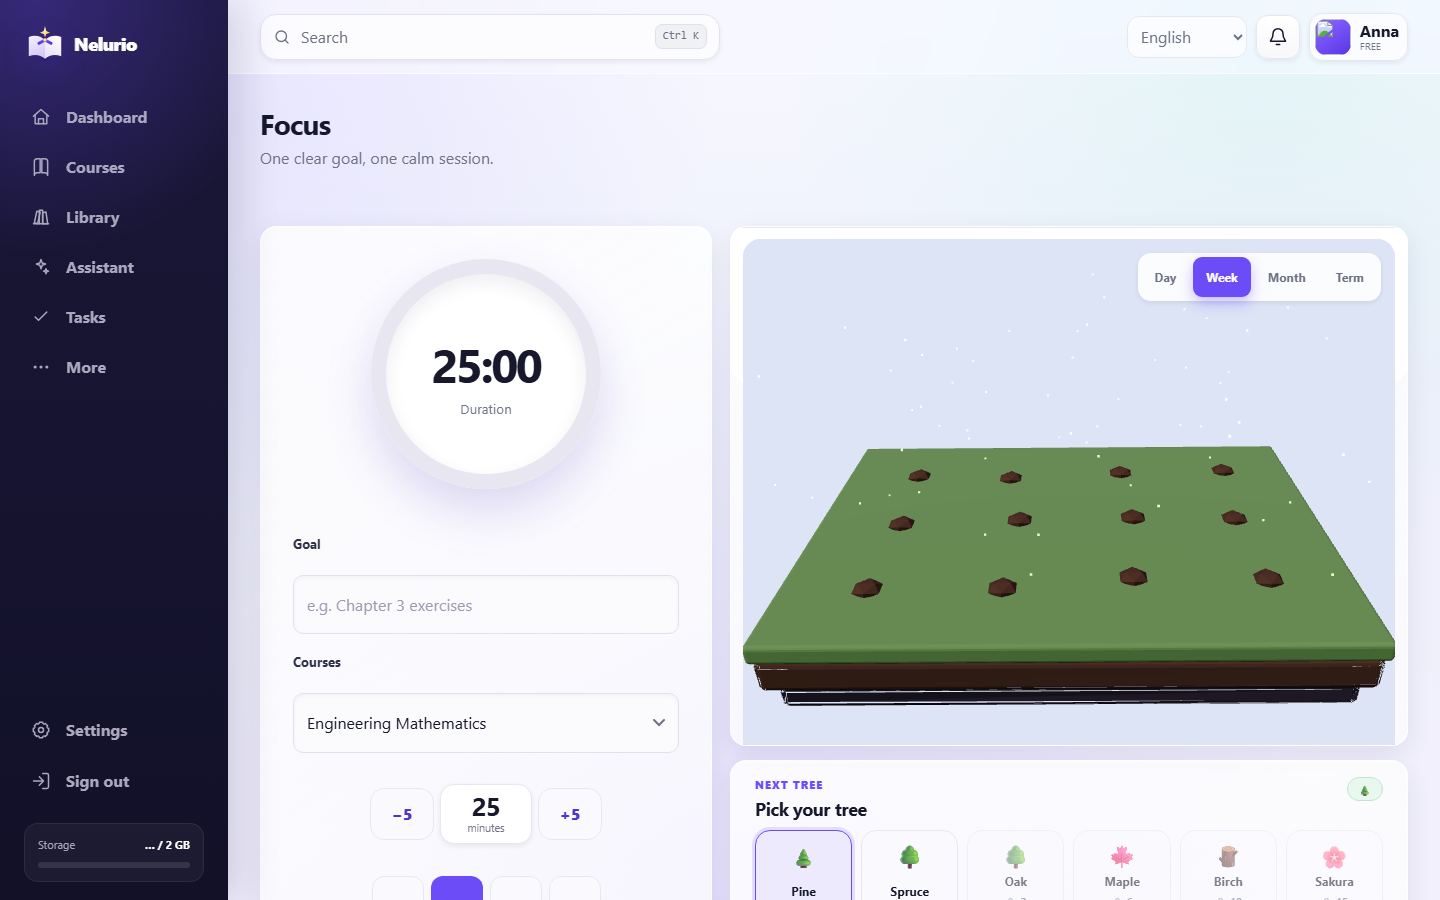 Nelurio
Dashboard
Courses
Library
Assistant
Tasks
More
Settings
Sign out
Storage ... / 2 GB
Search Ctrl K
English
Anna
FREE
Focus
One clear goal, one calm session.
25:00
Duration
Goal
e.g. Chapter 3 exercises
Courses
Engineering Mathematics
−5 25 +5
minutes
Day Week Month Term
NEXT TREE
Pick your tree
Pine Spruce Oak Maple Birch Sakura